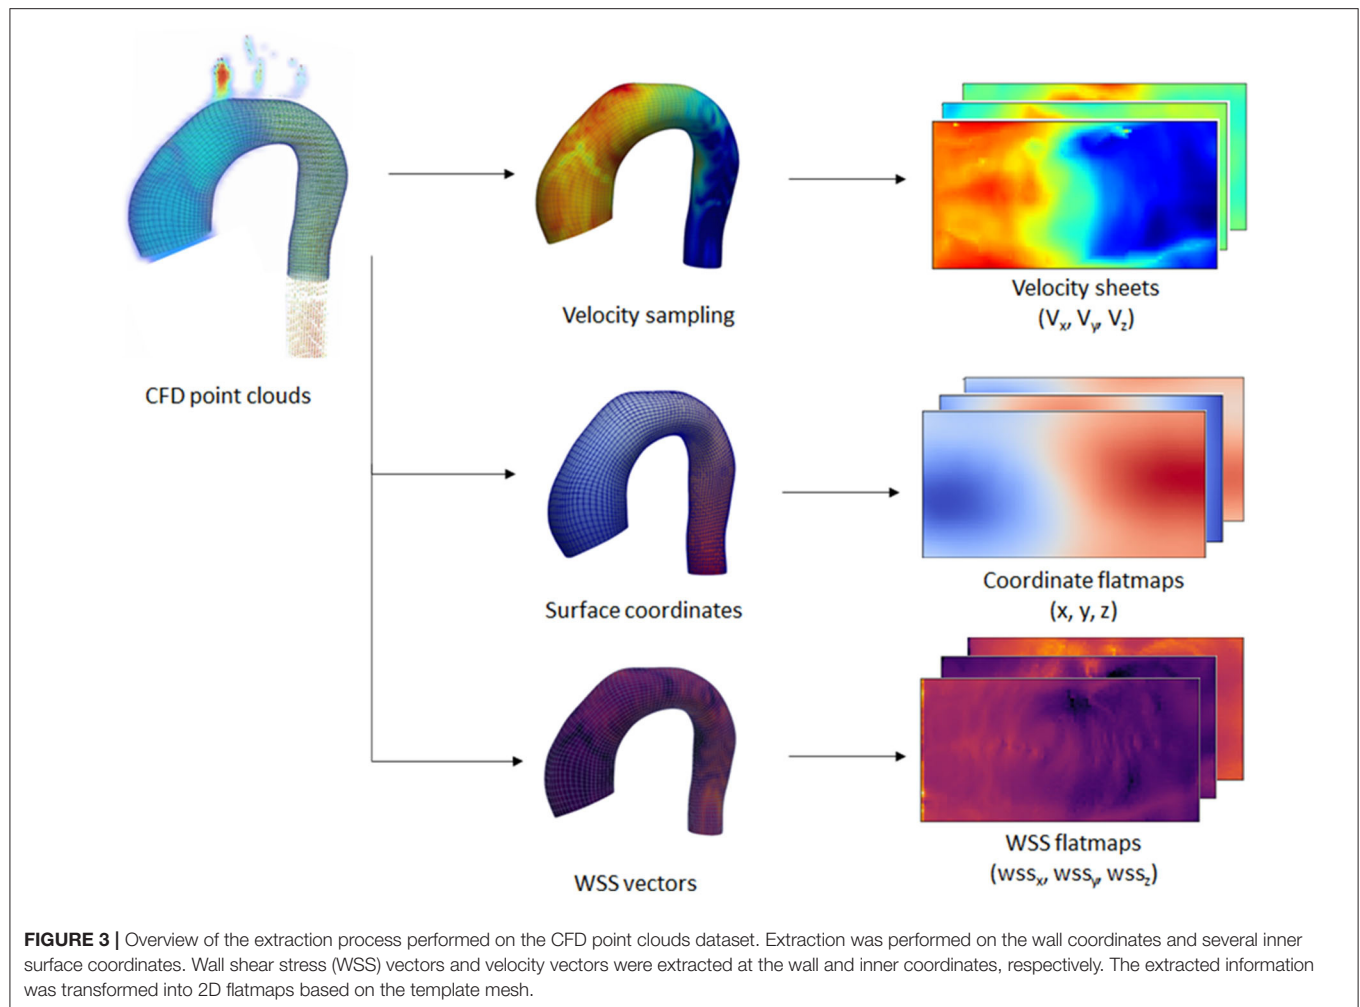 CFD point clouds
Velocity sampling
Velocity sheets
(Vx, Vy, Vz)
Surface coordinates
Coordinate flatmaps
(x, y, z)
WSS vectors
WSS flatmaps
(wssx, wssy, wssz)
FIGURE 3 | Overview of the extraction process performed on the CFD point clouds dataset. Extraction was performed on the wall coordinates and several inner
surface coordinates. Wall shear stress (WSS) vectors and velocity vectors were extracted at the wall and inner coordinates, respectively. The extracted information
was transformed into 2D flatmaps based on the template mesh.